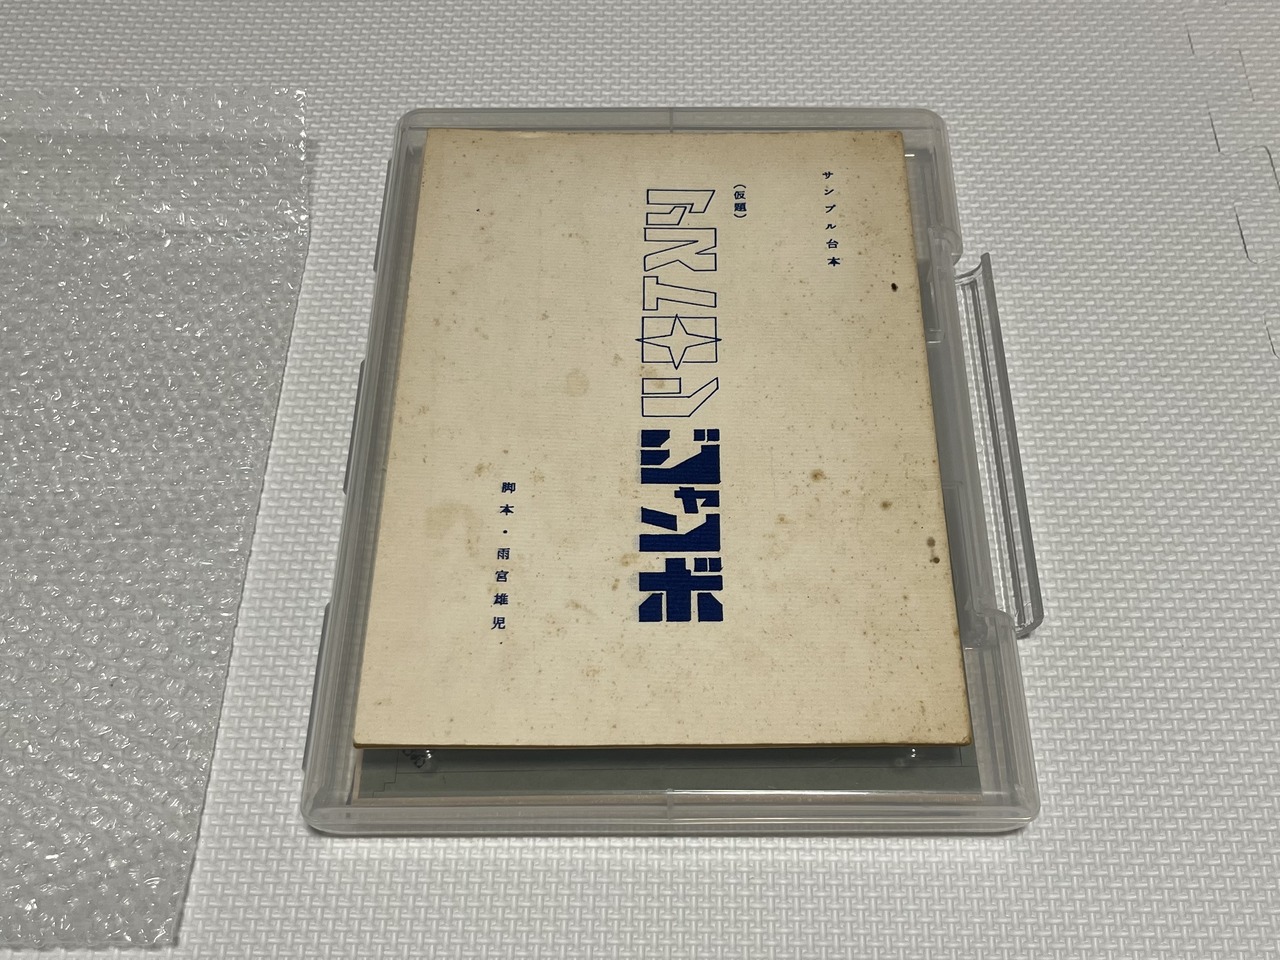 サンプル台本
(仮題)
アストロンジャンボ
脚本・雨宮雄児